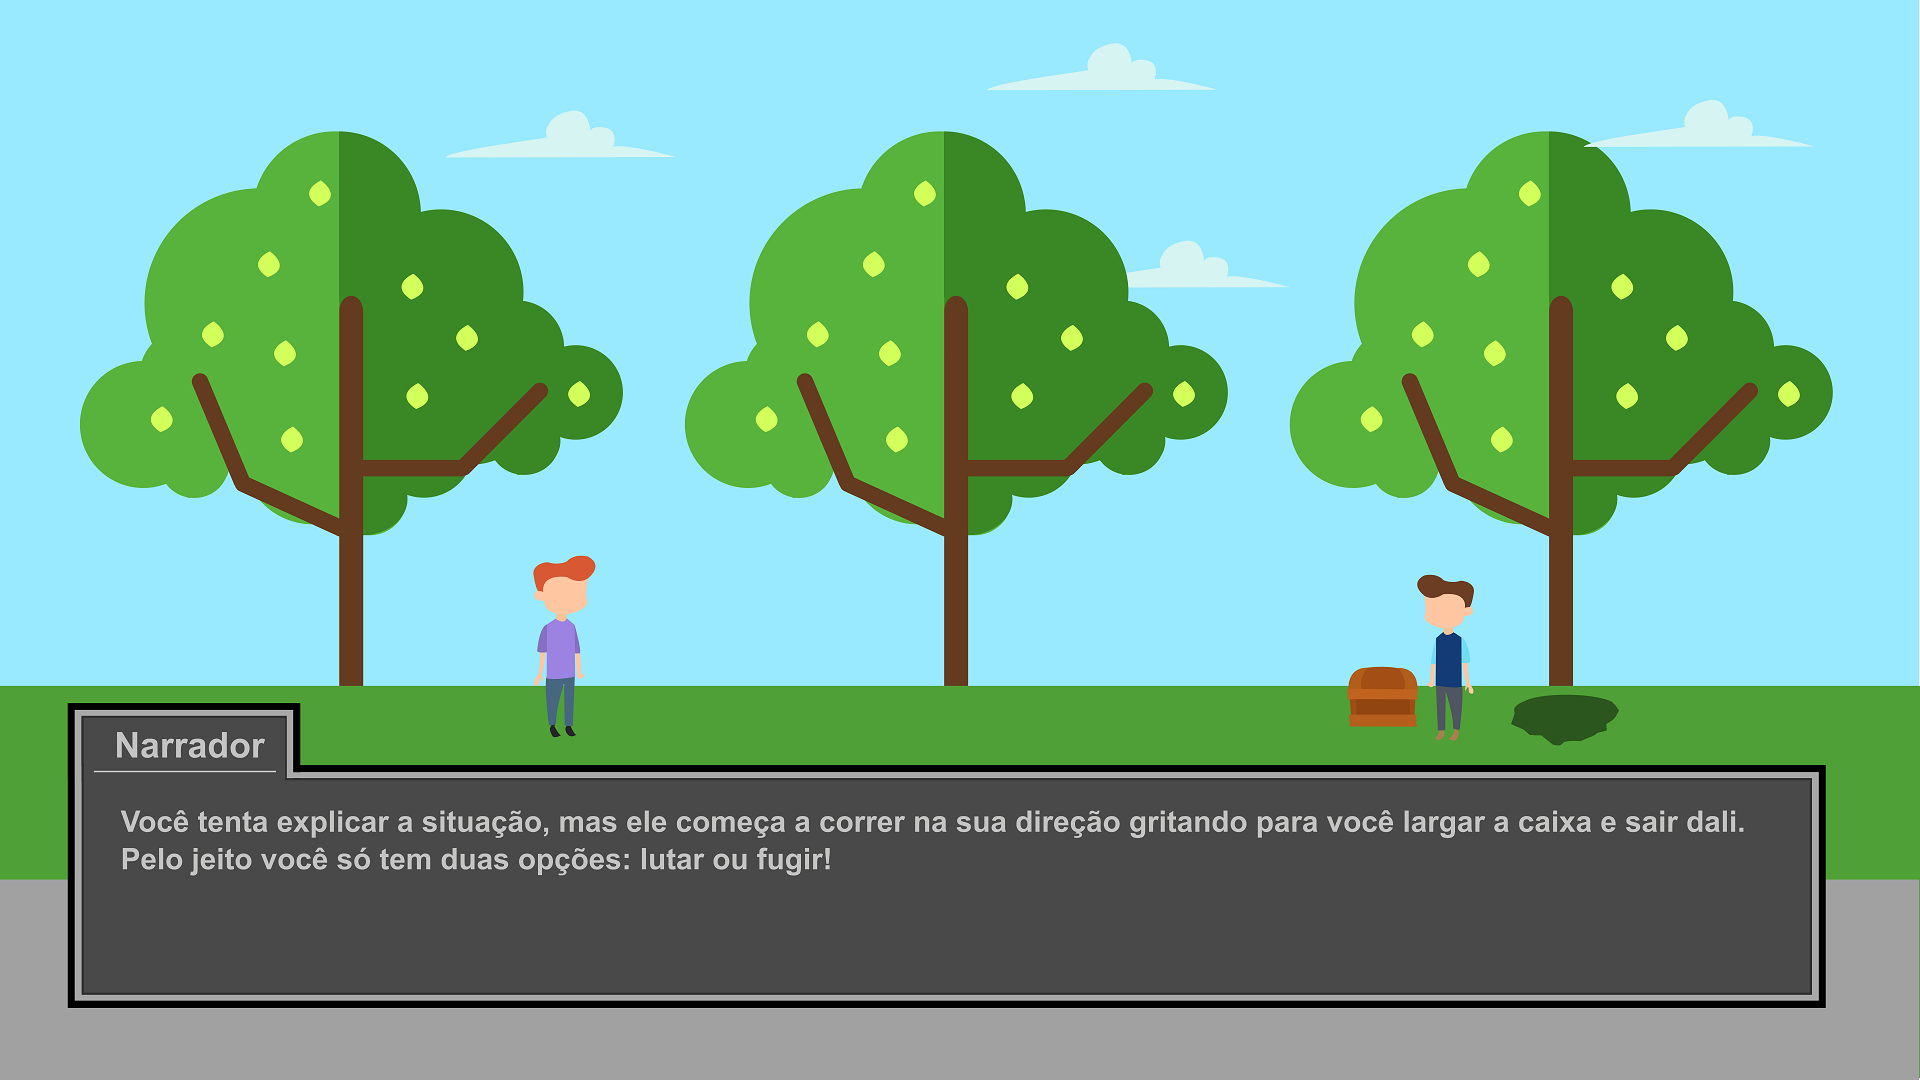 Narrador
Você tenta explicar a situação, mas ele começa a correr na sua direção gritando para você largar a caixa e sair dali.
Pelo jeito você só tem duas opções: lutar ou fugir!